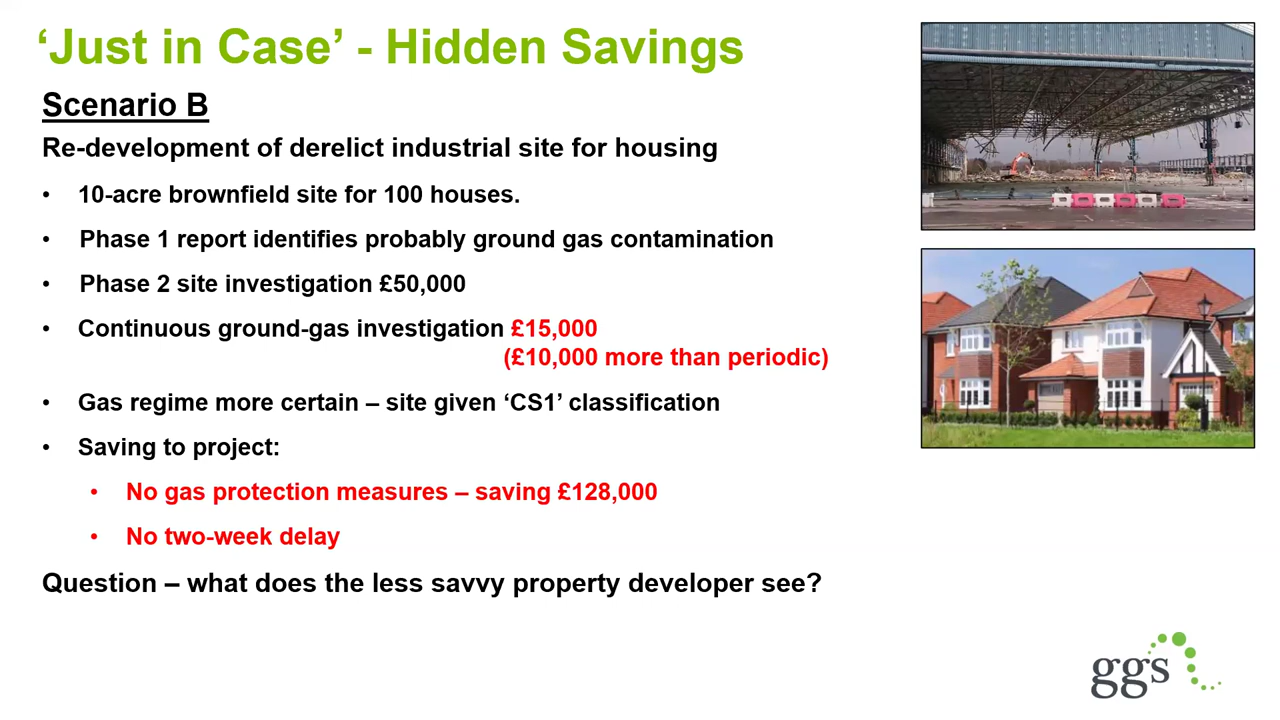 ‘Just in Case’ - Hidden Savings
Scenario B
Re-development of derelict industrial site for housing
• 10-acre brownfield site for 100 houses.
• Phase 1 report identifies probably ground gas contamination
• Phase 2 site investigation £50,000
• Continuous ground-gas investigation £15,000
(£10,000 more than periodic)
• Gas regime more certain – site given ‘CS1’ classification
• Saving to project:
• No gas protection measures – saving £128,000
• No two-week delay
Question – what does the less savvy property developer see?
ggs